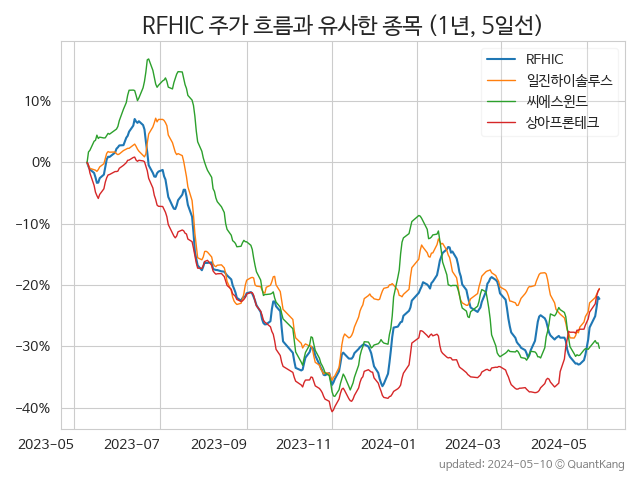 RFHIC 주가 흐름과 유사한 종목 (1년, 5일선)
RFHIC
일진하이솔루스
씨에스윈드
상아프론테크
10%
0%
−10%
−20%
−30%
−40%
2023-05 2023-07 2023-09 2023-11 2024-01 2024-03 2024-05
updated: 2024-05-10 © QuantKang